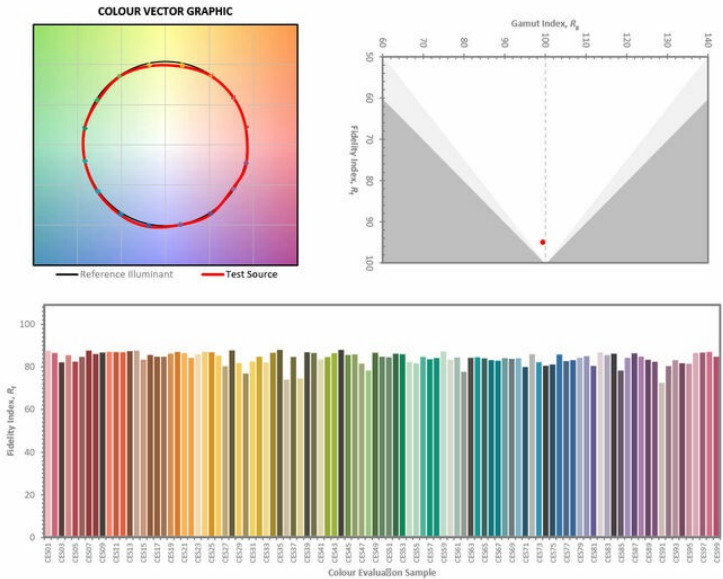 COLOUR VECTOR GRAPHIC
Reference Illuminant
Test Source
Gamut Index, Rg
60
70
80
90
100
110
120
130
140
Fidelity Index, Rf
50
60
70
80
90
100
Fidelity Index, Rf
100
80
60
40
20
0
CES01 CES03 CES05 CES07 CES09 CES11 CES13 CES15 CES17 CES19 CES21 CES23 CES25 CES27 CES29 CES31 CES33 CES35 CES37 CES39 CES41 CES43 CES45 CES47 CES49 CES51 CES53 CES55 CES57 CES59 CES61 CES63 CES65 CES67 CES69 CES71 CES73 CES75 CES77 CES79 CES81 CES83 CES85 CES87 CES89 CES91 CES93 CES95 CES97 CES99
Colour Evaluaßon Sample